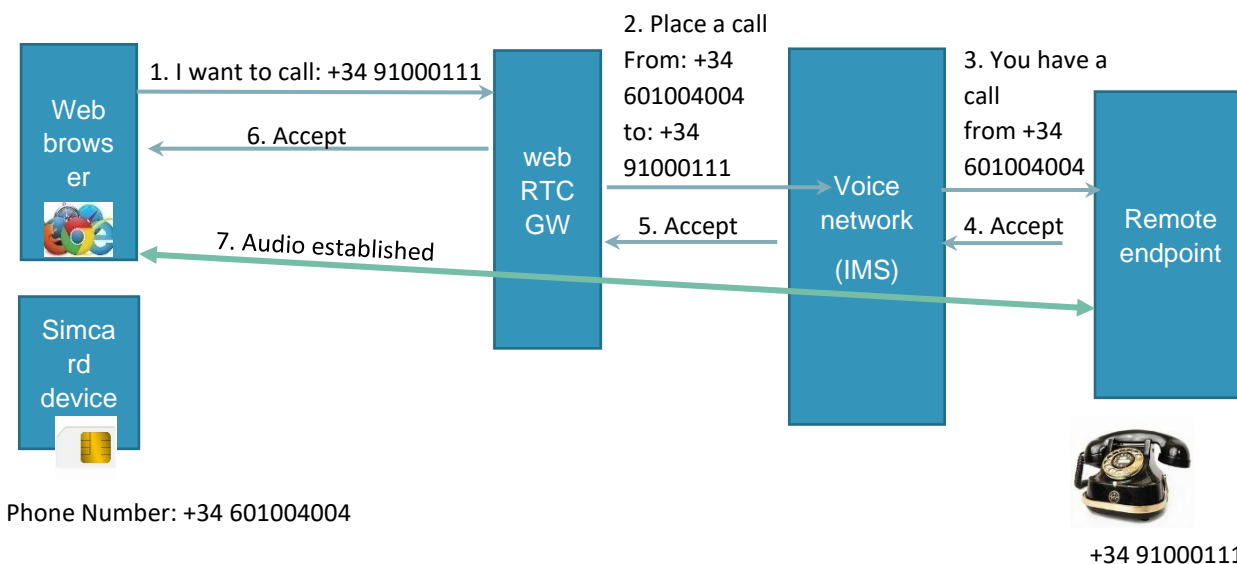 Web
brows
er
1. I want to call: +34 91000111
6. Accept
7. Audio established
Simca
rd
device
Phone Number: +34 601004004
web
RTC
GW
2. Place a call
From: +34
601004004
to: +34
91000111
5. Accept
Voice
network
(IMS)
3. You have a
call
from +34
601004004
4. Accept
Remote
endpoint
+34 91000111